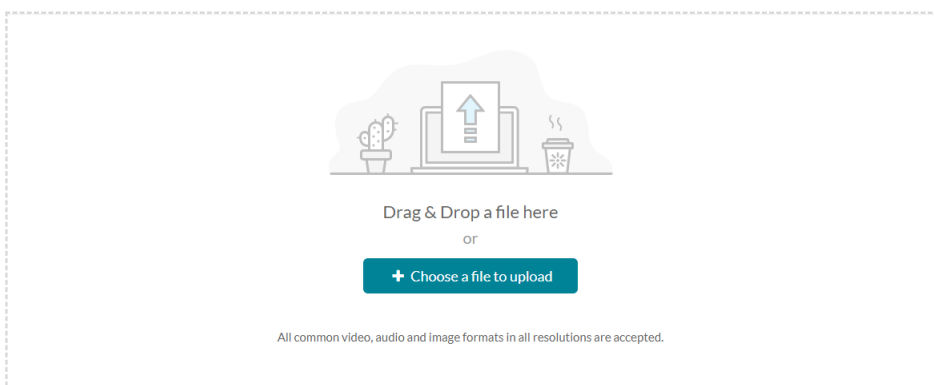 Drag & Drop a file here
or
+ Choose a file to upload
All common video, audio and image formats in all resolutions are accepted.